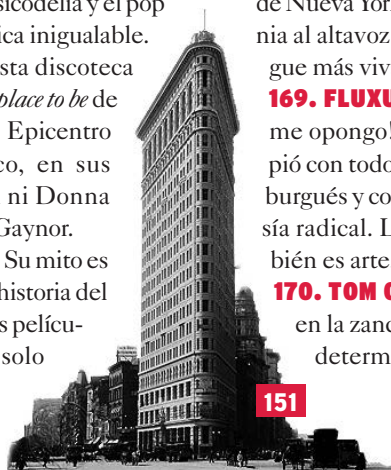 sicodelia y el pop
ica inigualable.
sta discoteca
place to be de
Epicentro
co, en sus
ni Donna
Gaynor.
Su mito es
historia del
s pelícu-
solo
de Nueva Yor
nia al altavoz
gue más viv
169. FLUXU
me opongo!
pió con todo
burgués y co
sía radical. L
bién es arte
170. TOM
en la zand
determ
151